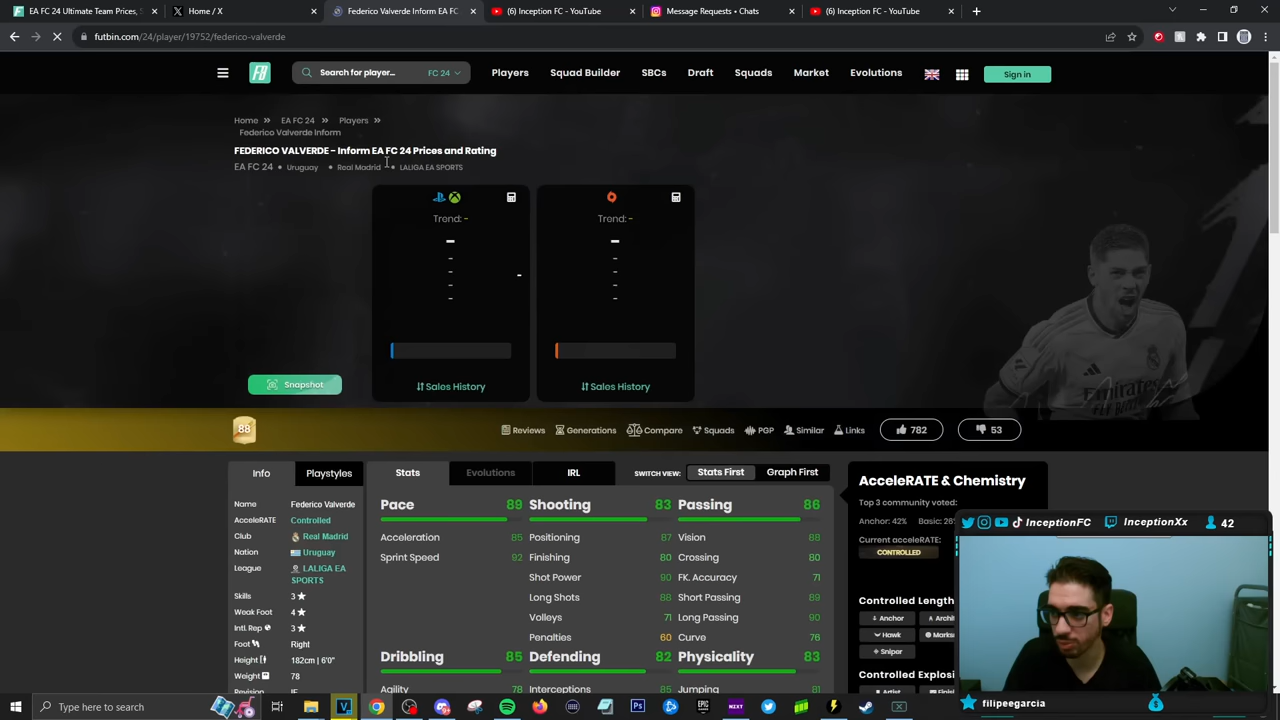 EA FC 24 Ultimate Team Prices, S
Home / X
Federico Valverde Inform EA FC
(6) Inception FC - YouTube
Message Requests • Chats
(6) Inception FC - YouTube
futbin.com/24/player/19752/federico-valverde
Search for player...
FC 24
Players
Squad Builder
SBCs
Draft
Squads
Market
Evolutions
Sign in
Home » EA FC 24 » Players »
Federico Valverde Inform
FEDERICO VALVERDE - Inform EA FC 24 Prices and Rating
EA FC 24 • Uruguay • Real Madrid • LALIGA EA SPORTS
Trend: -
Trend: -
Sales History
Sales History
Snapshot
88
Reviews
Generations
Compare
Squads
PGP
Similar
Links
782
53
Info
Playstyles
Stats
Evolutions
IRL
SWITCH VIEW:
Stats First
Graph First
Name Federico Valverde
AcceleRATE Controlled
Club Real Madrid
Nation Uruguay
League LALIGA EA
SPORTS
Skills 3
Weak Foot 4
Intl. Rep 3
Foot Right
Height 182cm | 6'0"
Weight 78
Revision IF
Pace 89
Acceleration 85
Sprint Speed 92
Shooting 83
Positioning 87
Finishing 80
Shot Power 90
Long Shots 88
Volleys 71
Penalties 60
Passing 86
Vision 88
Crossing 80
FK. Accuracy 71
Short Passing 89
Long Passing 90
Curve 76
Dribbling 85
Agility 78
Defending 82
Interceptions 85
Physicality 83
Jumping 81
AcceleRATE & Chemistry
Top 3 community voted:
Anchor: 42%
Current acceleRATE:
CONTROLLED
Controlled Length
Anchor
Hawk
Sniper
Controlled Explosi
Artist
InceptionFC
InceptionXx
42
filipeegarcia
Type here to search